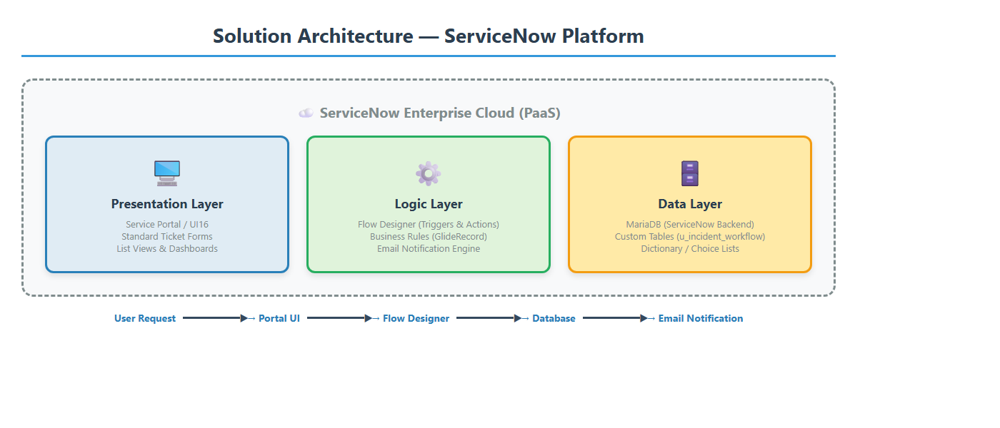 Solution Architecture — ServiceNow Platform
ServiceNow Enterprise Cloud (PaaS)
Presentation Layer
Service Portal / UI16
Standard Ticket Forms
List Views & Dashboards
Logic Layer
Flow Designer (Triggers & Actions)
Business Rules (GlideRecord)
Email Notification Engine
Data Layer
MariaDB (ServiceNow Backend)
Custom Tables (u_incident_workflow)
Dictionary / Choice Lists
User Request → Portal UI → Flow Designer → Database → Email Notification